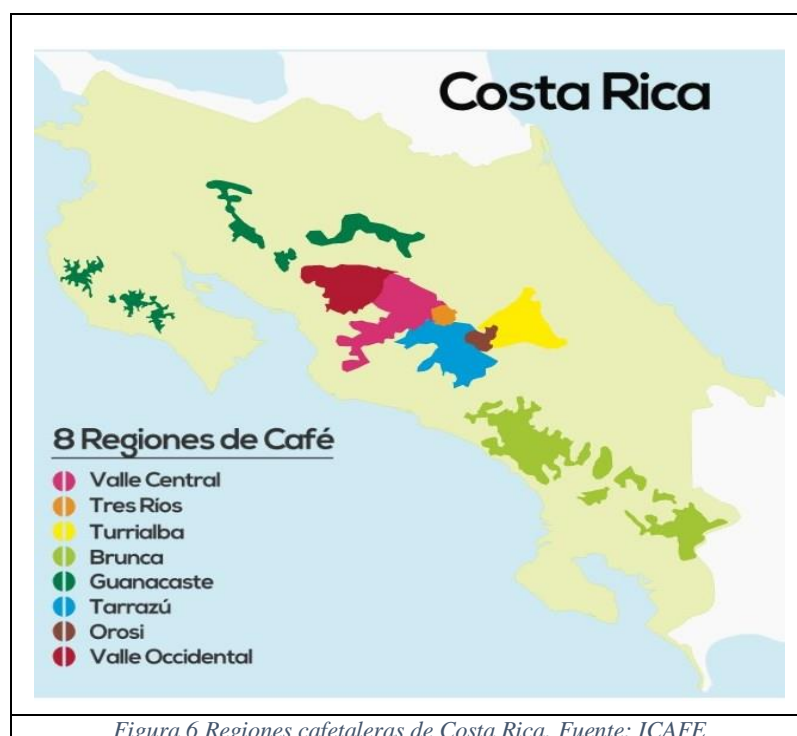 Costa Rica
8 Regiones de Café
Valle Central
Tres Ríos
Turrialba
Brunca
Guanacaste
Tarrazú
Orosi
Valle Occidental
Figura 6 Regiones cafetaleras de Costa Rica. Fuente: ICAFE